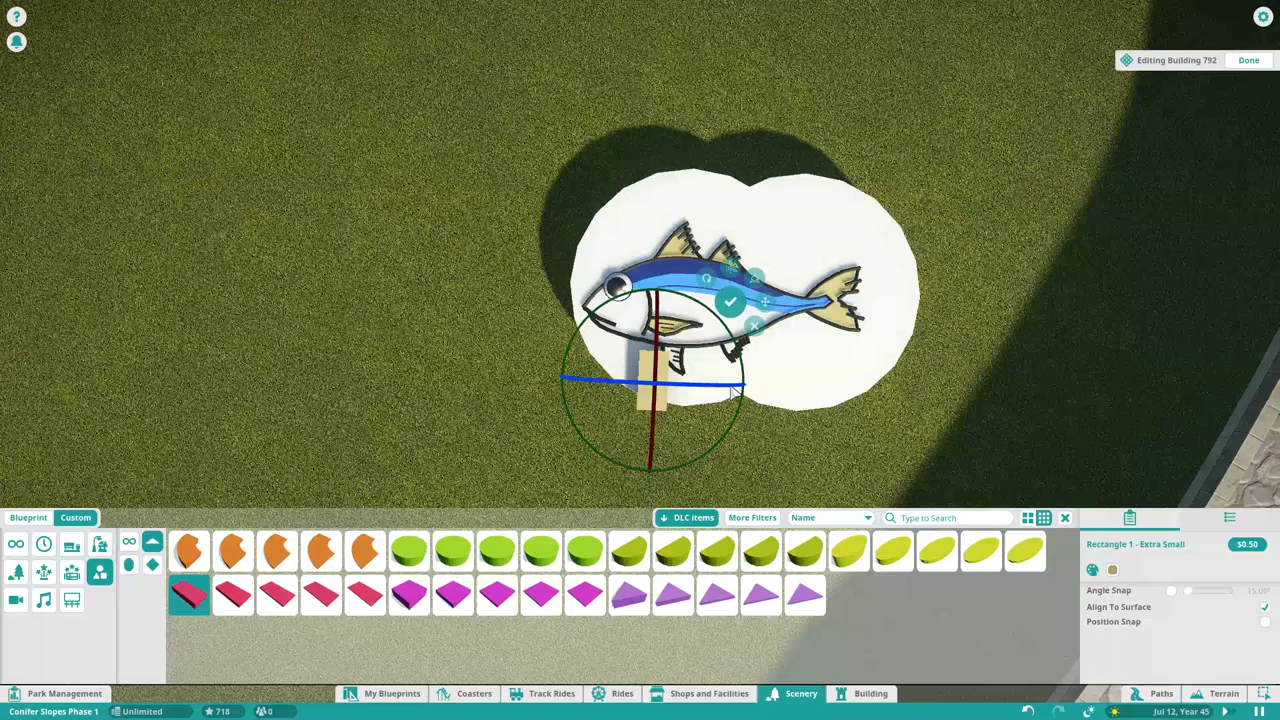 ?
Editing Building 792
Done
Blueprint
Custom
DLC items
More Filters
Name
Type to Search
Rectangle 1 - Extra Small
$0.50
Angle Snap
15.00°
Align To Surface
Position Snap
Park Management
My Blueprints
Coasters
Track Rides
Rides
Shops and Facilities
Scenery
Building
Paths
Terrain
Conifer Slopes Phase 1
Unlimited
718
0
Jul 12, Year 45